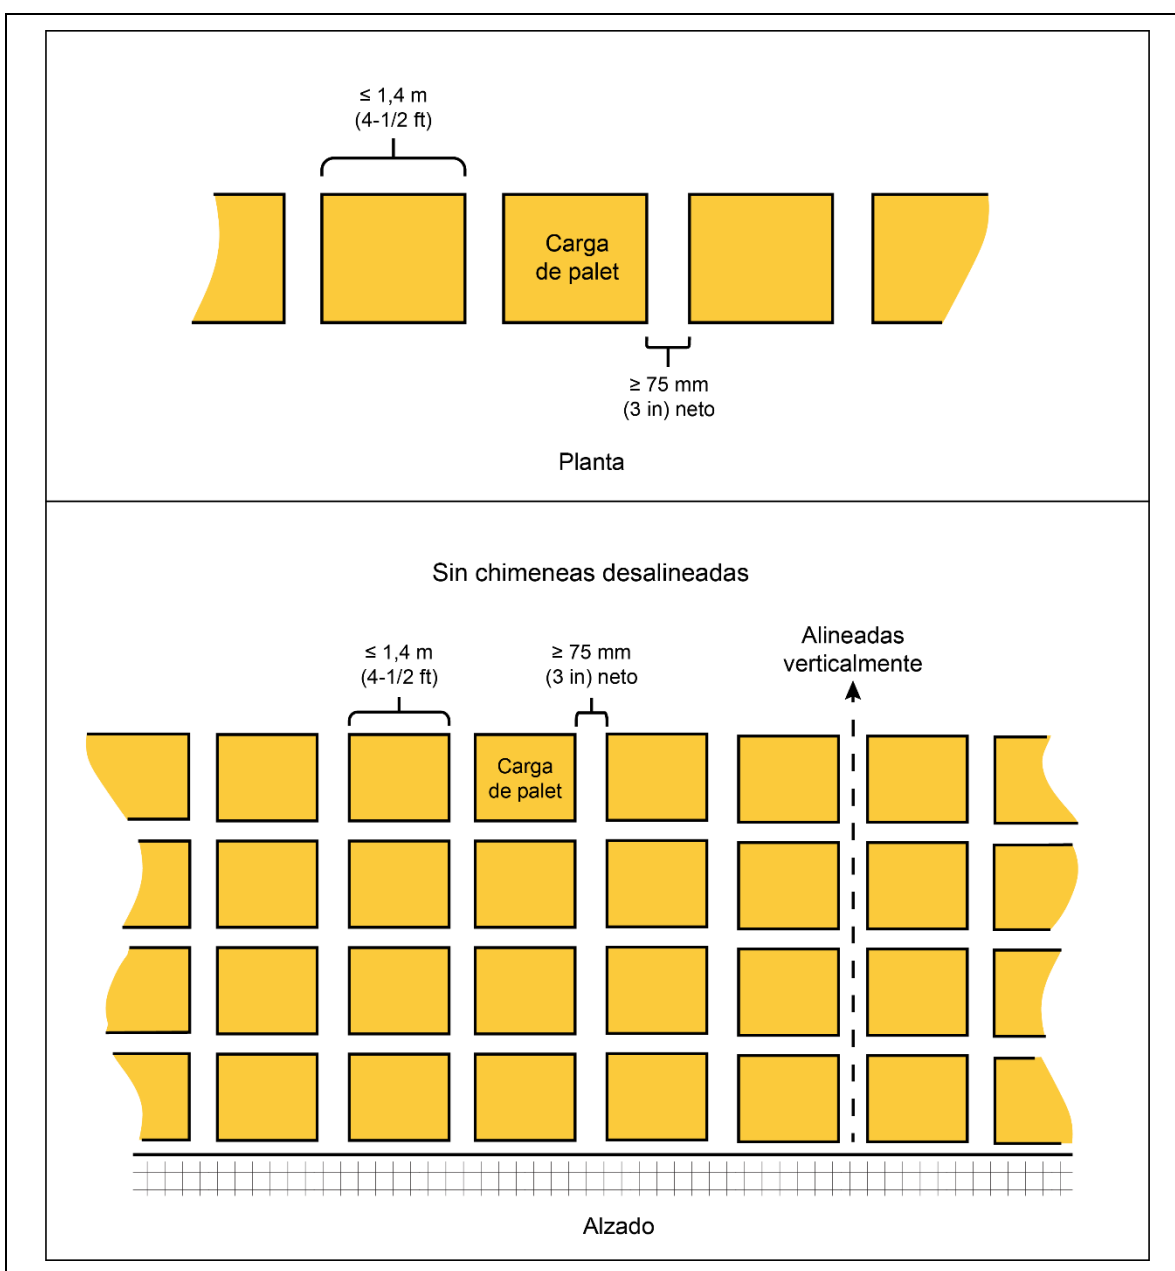 ≤ 1,4 m
(4-1/2 ft)
Carga
de palet
≥ 75 mm
(3 in) neto
Planta
Sin chimeneas desalineadas
Alineadas
verticalmente
≤ 1,4 m
(4-1/2 ft)
≥ 75 mm
(3 in) neto
Carga
de palet
Alzado